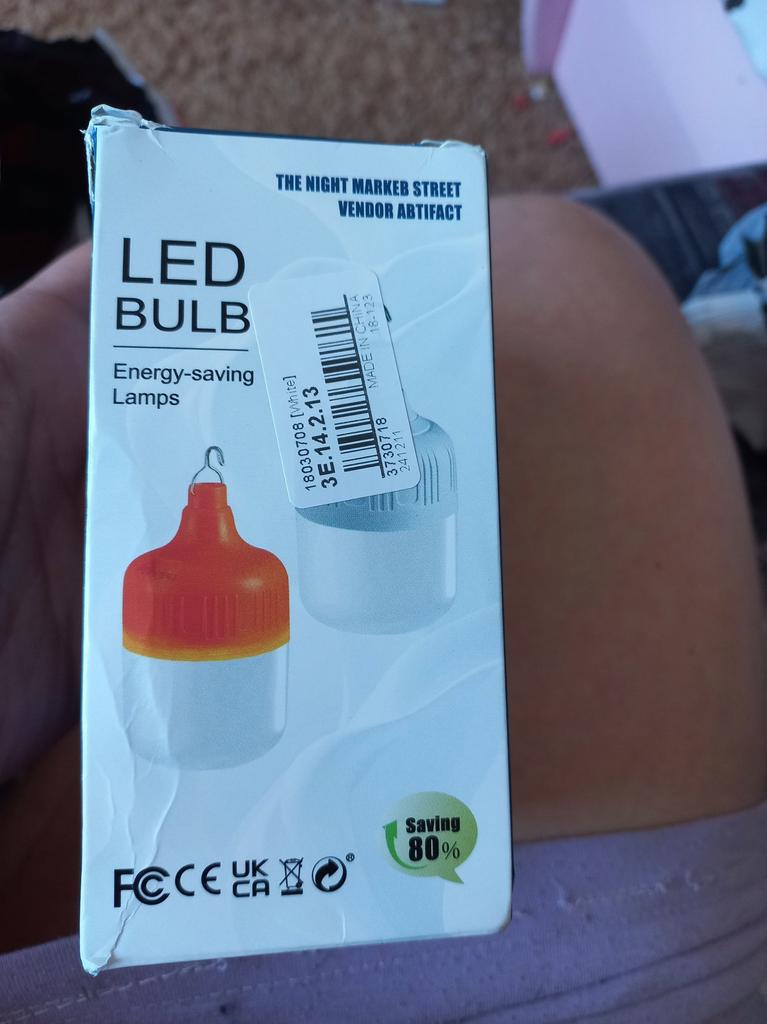 THE NIGHT MARKEB STREET
VENDOR ABTIFACT
LED
BULB
Energy-saving
Lamps
18030708 [White]
3E.14.2.13
MADE IN CHINA
18-123
3730718
241211
Saving
80%
FC CE UK
CA
®